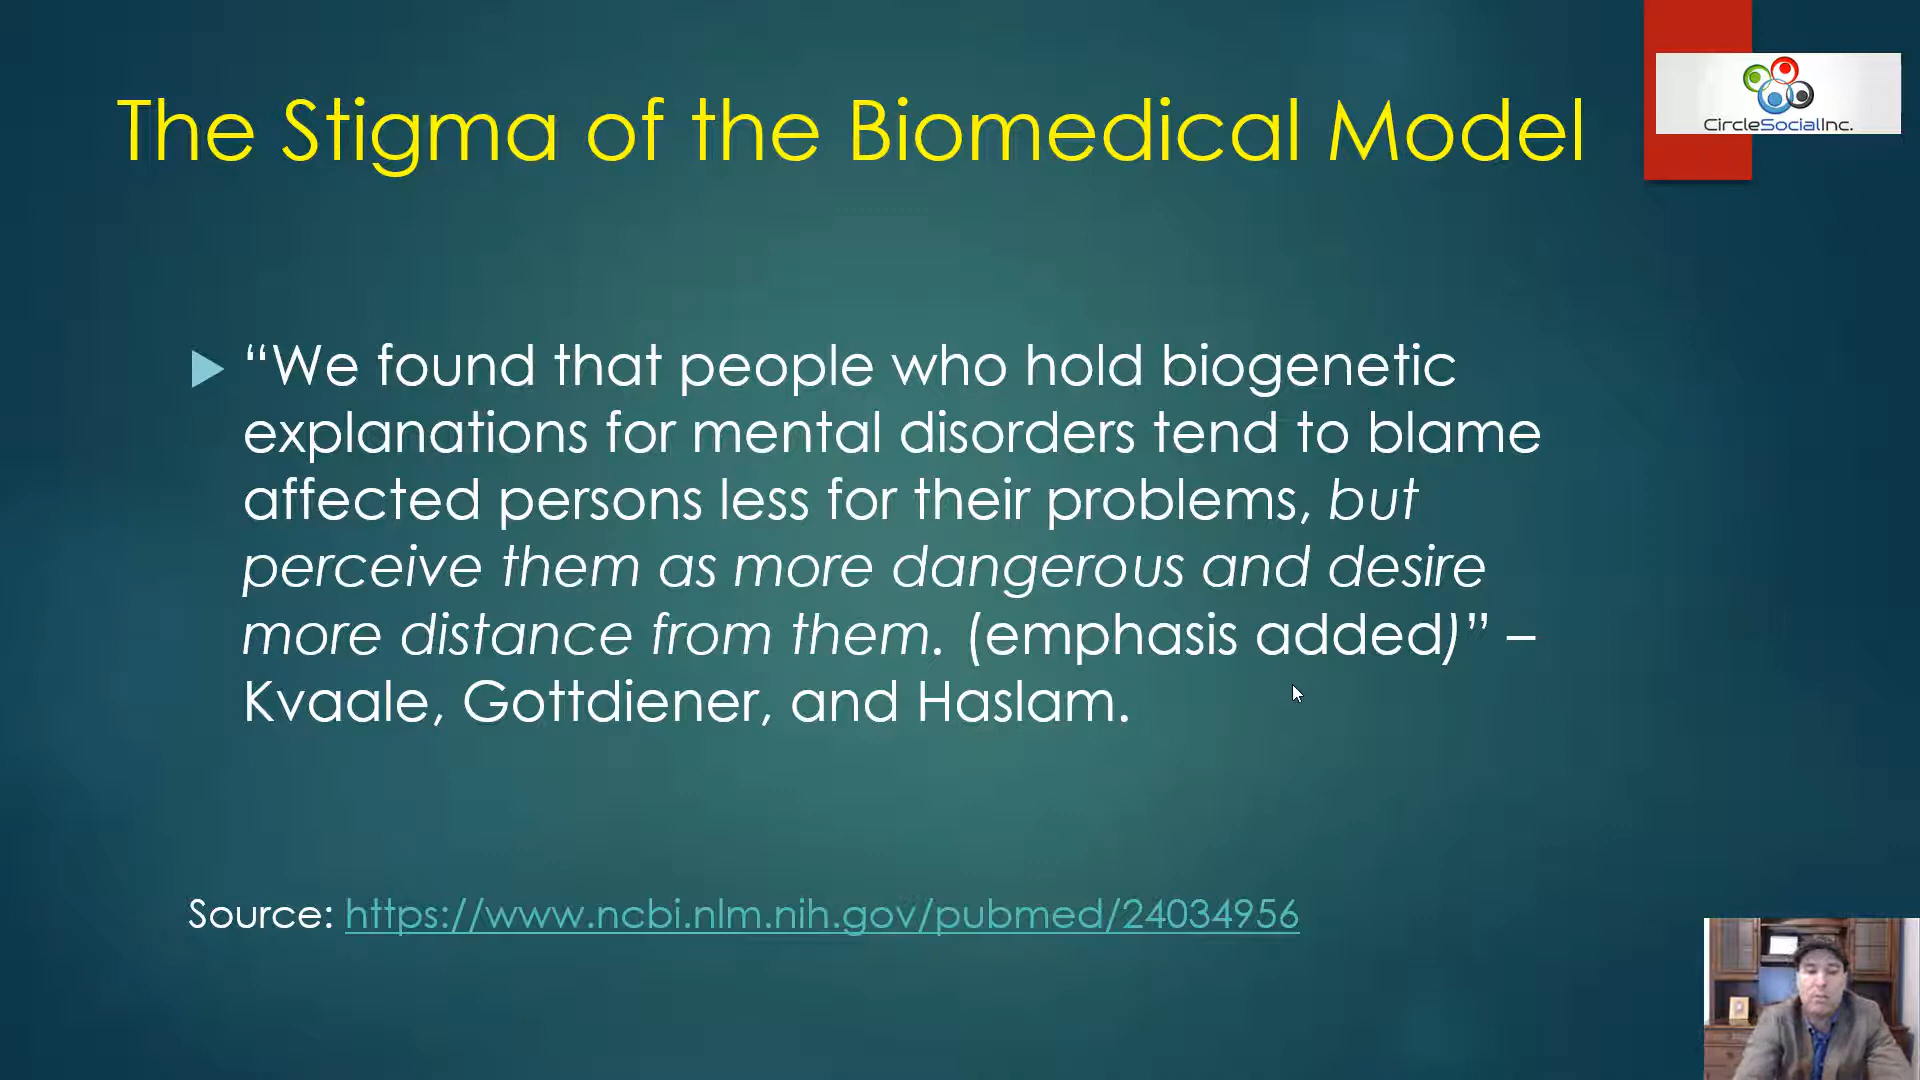 The Stigma of the Biomedical Model
CircleSocialInc.
“We found that people who hold biogenetic
explanations for mental disorders tend to blame
affected persons less for their problems, but
perceive them as more dangerous and desire
more distance from them. (emphasis added)” –
Kvaale, Gottdiener, and Haslam.
Source: https://www.ncbi.nlm.nih.gov/pubmed/24034956